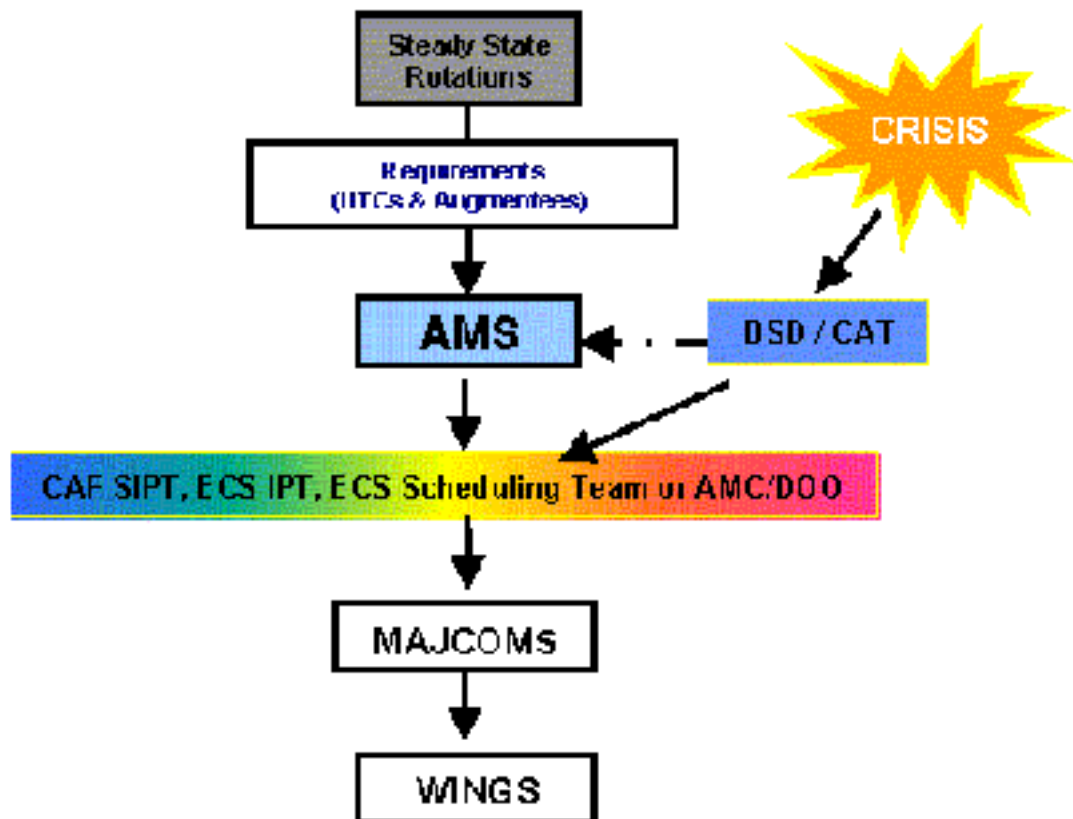 Steady State
Rotations
CRISIS
Requirements
(UTCs & Augmentees)
AMS
DSD / CAT
CAF SIPT, ECS IPT, ECS Scheduling Team or AMC/DOO
MAJCOMs
WINGS